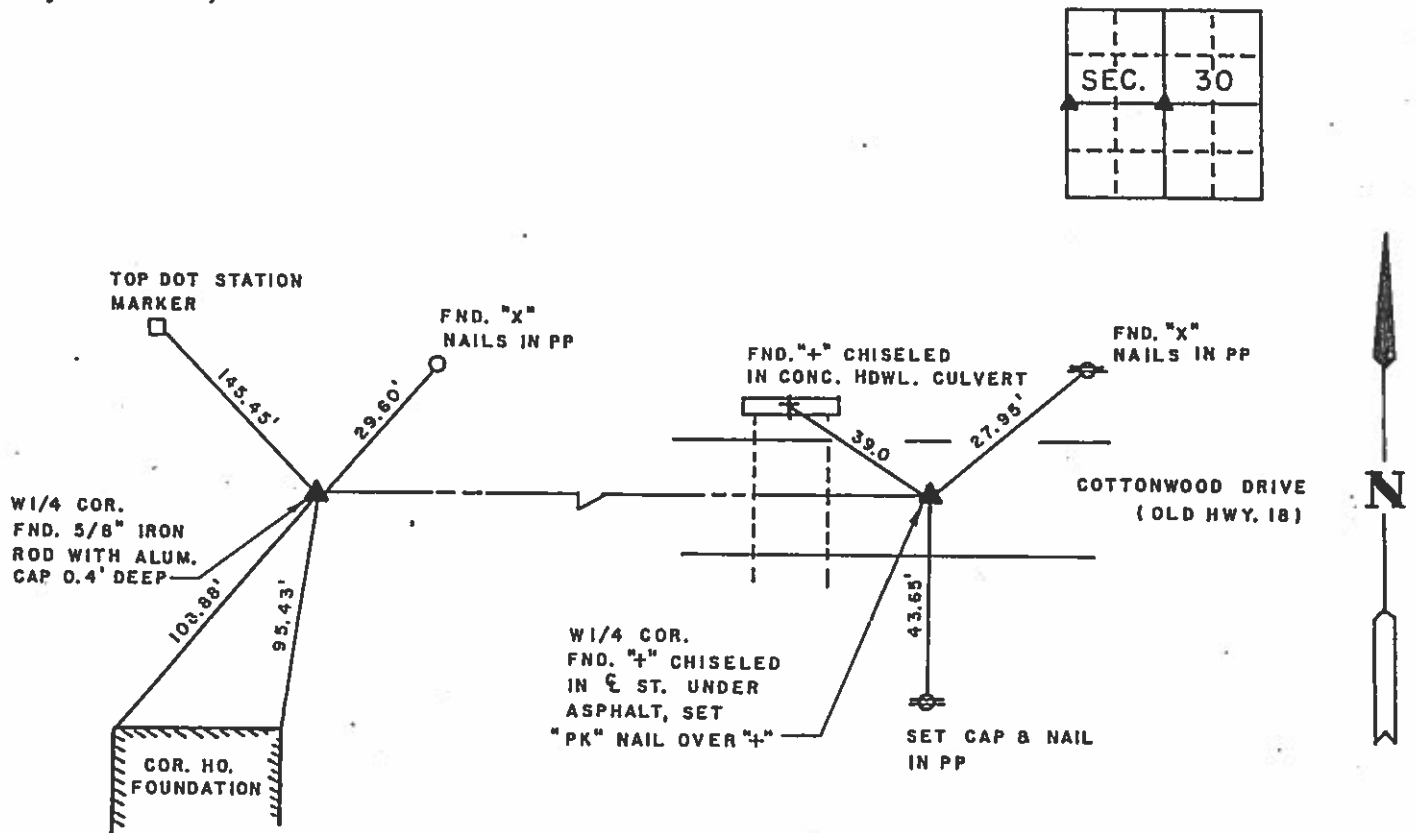 SEC. 30
TOP DOT STATION
MARKER
FND. "X"
NAILS IN PP
145.45'
29.60'
FND. "+" CHISELED
IN CONC. HDWL. CULVERT
FND. "X"
NAILS IN PP
39.0
27.95'
COTTONWOOD DRIVE
(OLD HWY. 18)
N
W1/4 COR.
FND. 5/8" IRON
ROD WITH ALUM.
CAP 0.4' DEEP
95.43'
43.65'
W1/4 COR.
FND. "+" CHISELED
IN ℄ ST. UNDER
ASPHALT, SET
"PK" NAIL OVER "+"
SET CAP & NAIL
IN PP
COR. HO.
FOUNDATION